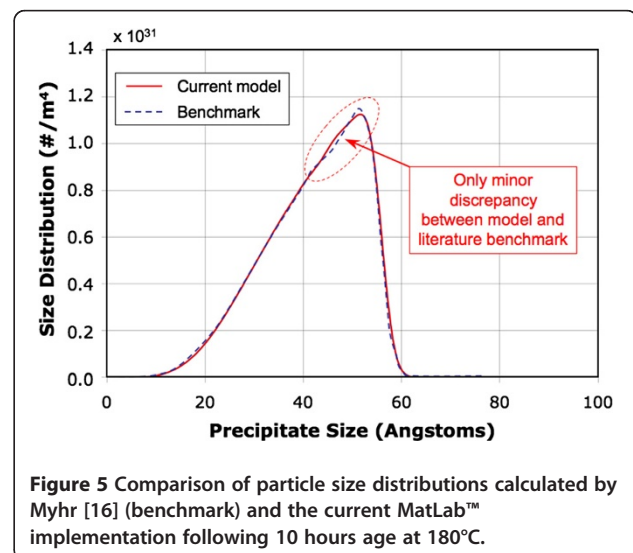 x 10³¹
1.4
1.2
1.0
0.8
0.6
0.4
0.2
0.0
Size Distribution (#/m⁴)
Current model
Benchmark
Only minor
discrepancy
between model and
literature benchmark
0
20
40
60
80
100
Precipitate Size (Angstoms)
Figure 5 Comparison of particle size distributions calculated by
Myhr [16] (benchmark) and the current MatLab™
implementation following 10 hours age at 180°C.